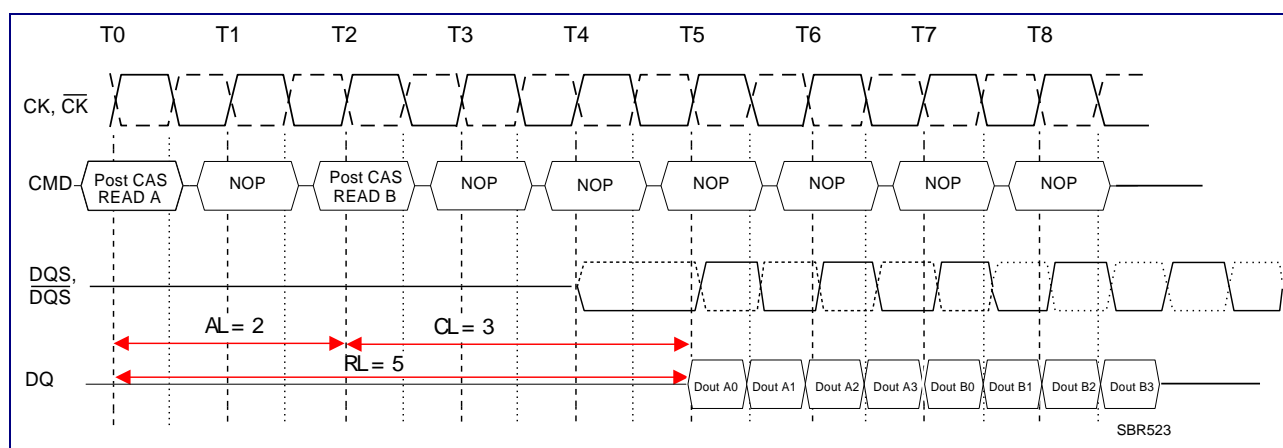 T0 T1 T2 T3 T4 T5 T6 T7 T8
CK, CK
CMD
Post CAS
READ A
NOP
Post CAS
READ B
NOP
NOP
NOP
NOP
NOP
NOP
DQS,
DQS
AL = 2
CL = 3
RL = 5
DQ
Dout A0 Dout A1 Dout A2 Dout A3 Dout B0 Dout B1 Dout B2 Dout B3
SBR523